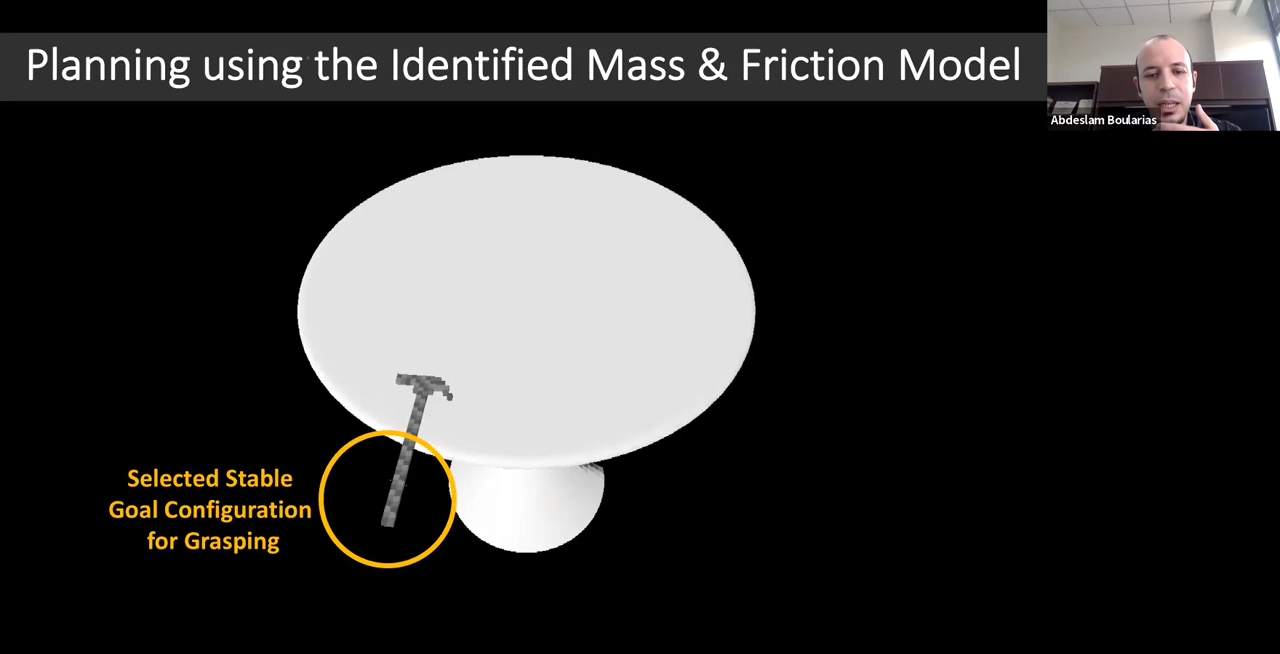 Planning using the Identified Mass & Friction Model
Abdeslam Boularias
Selected Stable
Goal Configuration
for Grasping